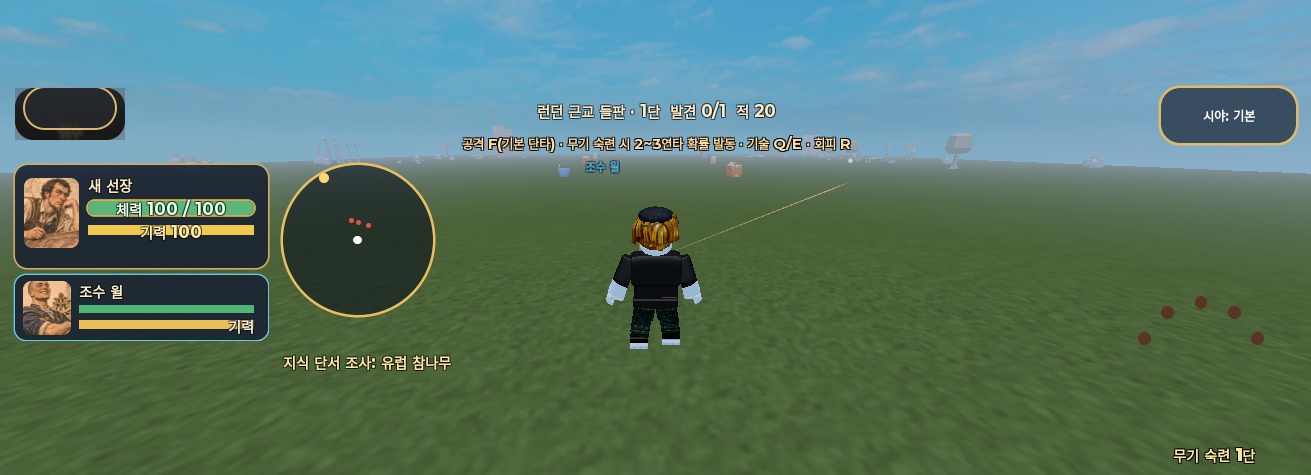 런던 근교 들판 · 1단 발견 0/1 적 20
시야: 기본
공격 F(기본 단타) · 무기 숙련 시 2~3연타 확률 발동 · 기술 Q/E · 회피 R
조수 월
새 선장
체력 100 / 100
기력 100
조수 월
기력
지식 단서 조사: 유럽 참나무
무기 숙련 1단